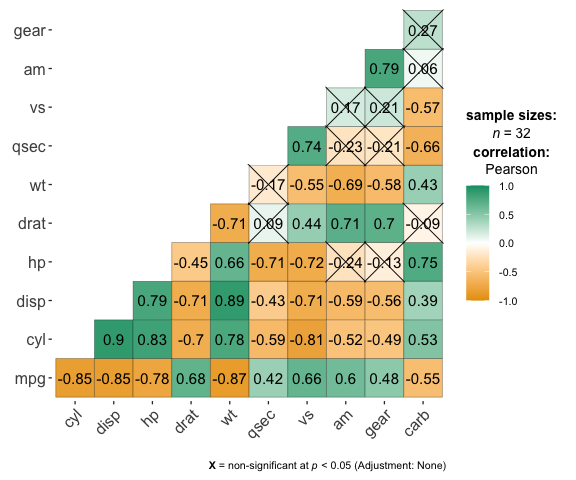 gear 0.27
am 0.79 0.06
vs 0.17 0.21 -0.57
qsec 0.74 -0.23 -0.21 -0.66
wt -0.17 -0.55 -0.69 -0.58 0.43
drat -0.71 0.09 0.44 0.71 0.7 -0.09
hp -0.45 0.66 -0.71 -0.72 -0.24 -0.13 0.75
disp 0.79 -0.71 0.89 -0.43 -0.71 -0.59 -0.56 0.39
cyl 0.9 0.83 -0.7 0.78 -0.59 -0.81 -0.52 -0.49 0.53
mpg -0.85 -0.85 -0.78 0.68 -0.87 0.42 0.66 0.6 0.48 -0.55
cyl disp hp drat wt qsec vs am gear carb
sample sizes:
n = 32
correlation:
Pearson
1.0
0.5
0.0
-0.5
-1.0
X = non-significant at p < 0.05 (Adjustment: None)